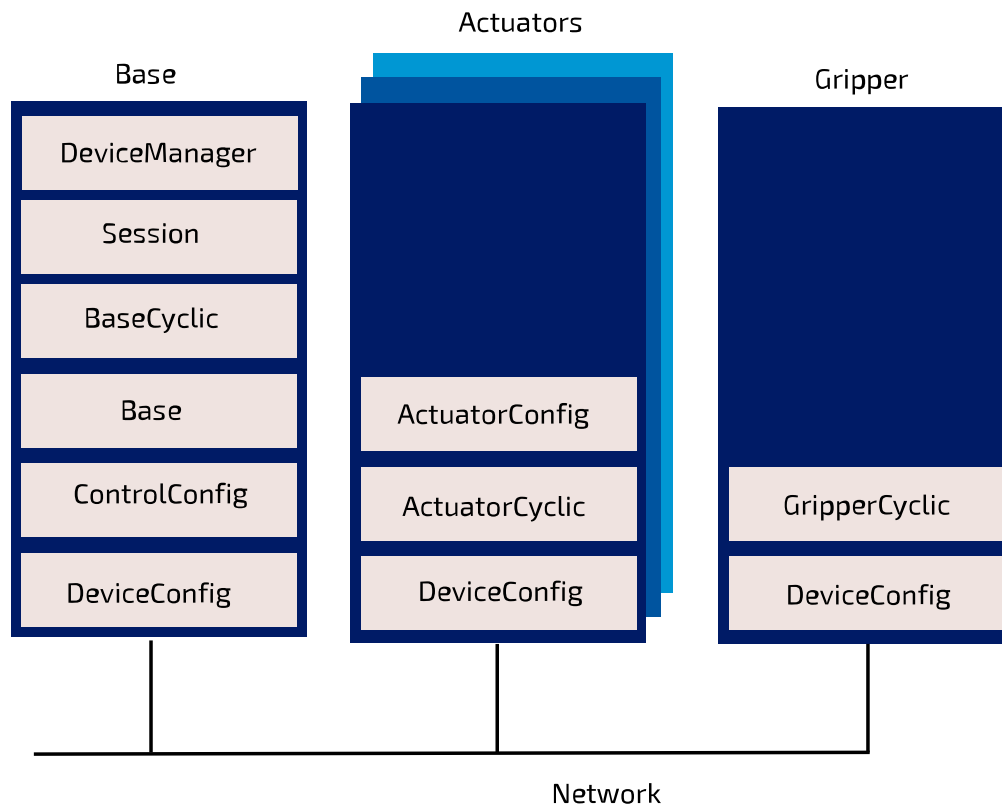 Base
DeviceManager
Session
BaseCyclic
Base
ControlConfig
DeviceConfig
Actuators
ActuatorConfig
ActuatorCyclic
DeviceConfig
Gripper
GripperCyclic
DeviceConfig
Network